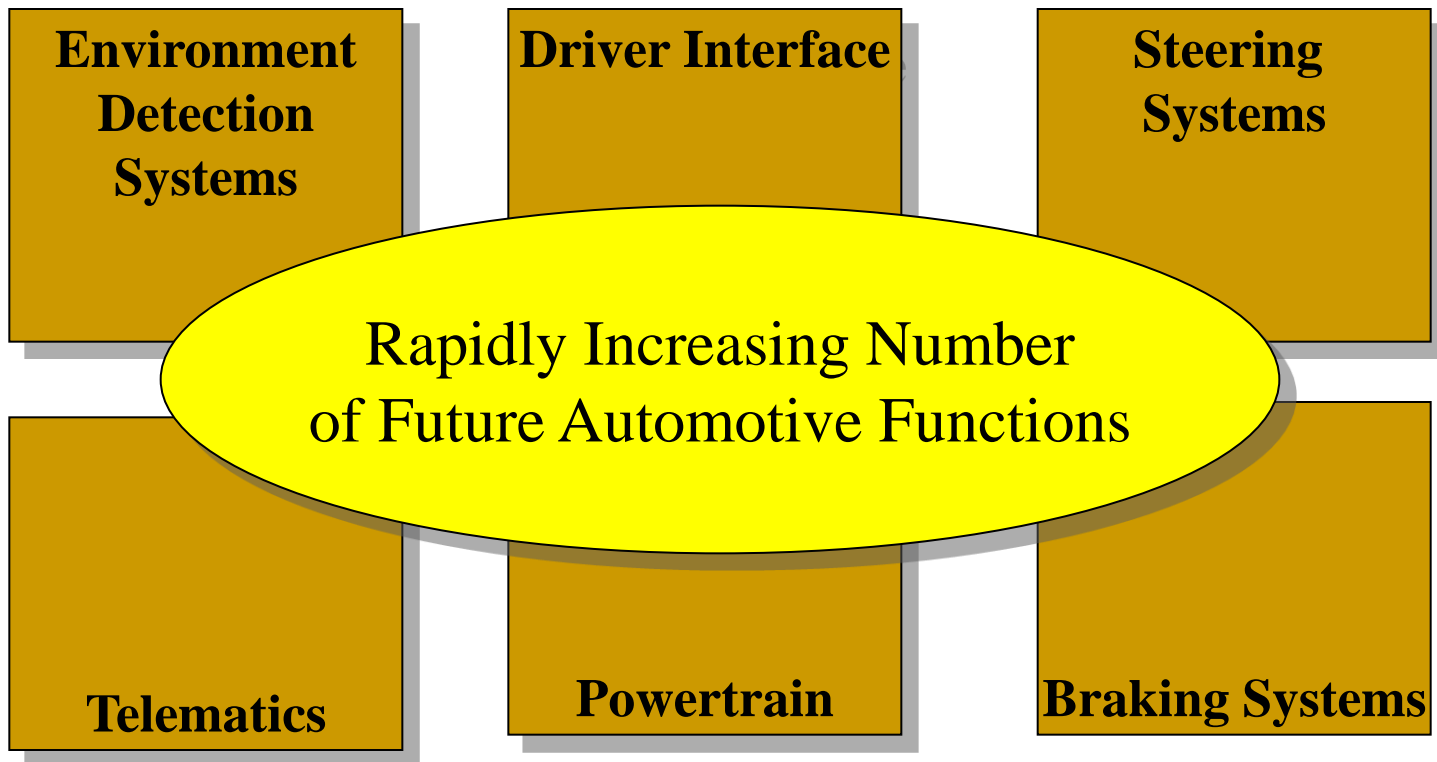 Environment
Detection
Systems
Driver Interface
Steering
Systems
Rapidly Increasing Number
of Future Automotive Functions
Telematics
Powertrain
Braking Systems